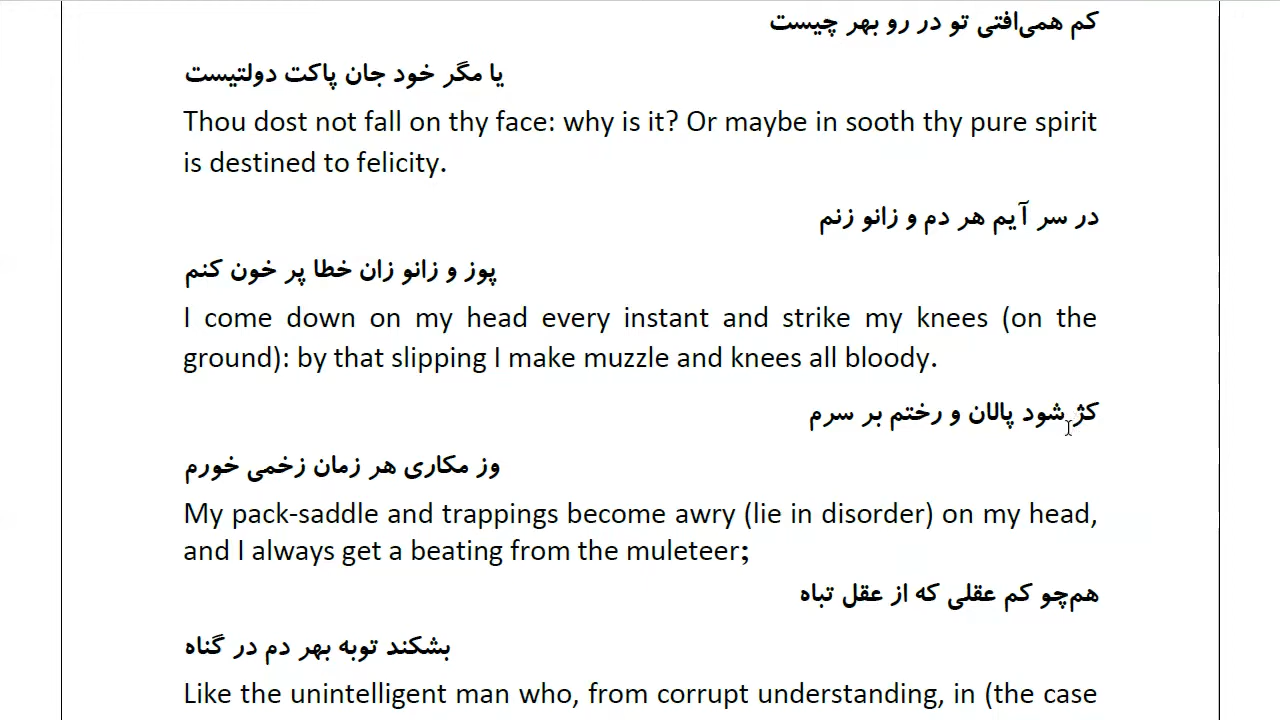 کم همی‌افتی تو در رو بهر چیست
یا مگر خود جان پاکت دولتیست
Thou dost not fall on thy face: why is it? Or maybe in sooth thy pure spirit
is destined to felicity.
در سر آیم هر دم و زانو زنم
پوز و زانو زان خطا پر خون کنم
I come down on my head every instant and strike my knees (on the
ground): by that slipping I make muzzle and knees all bloody.
کژ شود پالان و رختم بر سرم
وز مکاری هر زمان زخمی خورم
My pack-saddle and trappings become awry (lie in disorder) on my head,
and I always get a beating from the muleteer;
هم‌چو کم عقلی که از عقل تباه
بشکند توبه بهر دم در گناه
Like the unintelligent man who, from corrupt understanding, in (the case